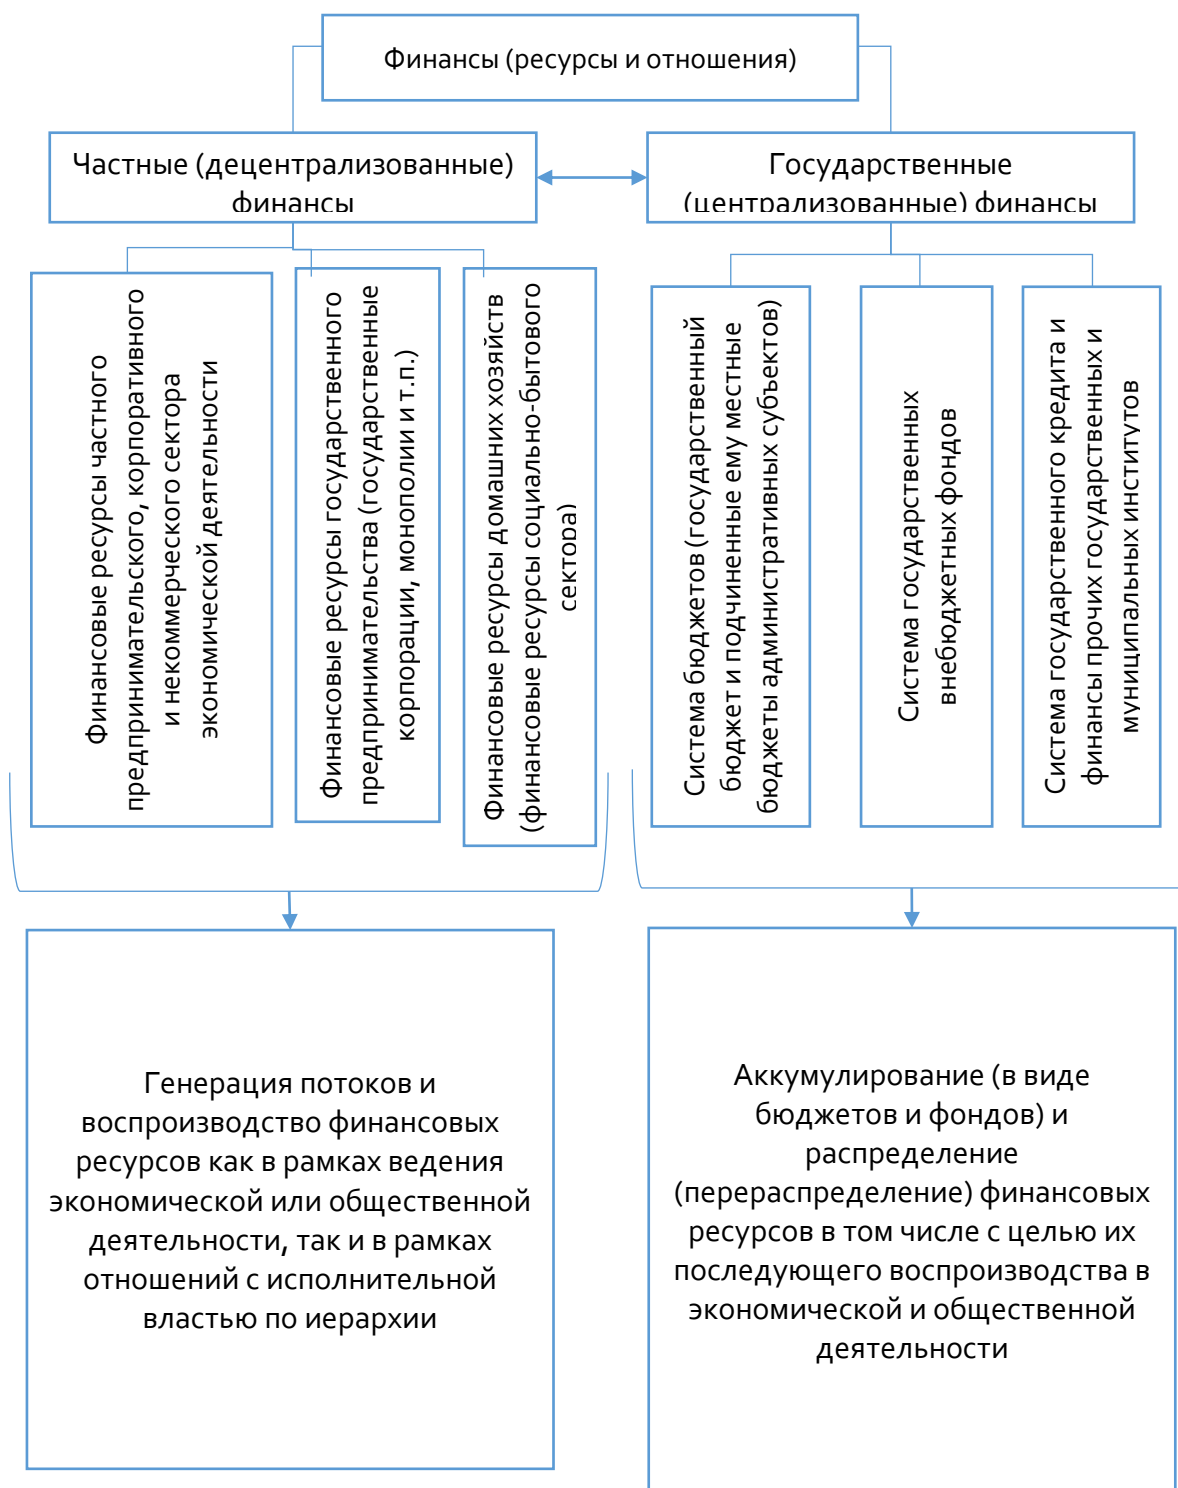 Финансы (ресурсы и отношения)
Частные (децентрализованные)
финансы
Государственные
(централизованные) финансы
Финансовые ресурсы частного
предпринимательского, корпоративного
и некоммерческого сектора
экономической деятельности
Финансовые ресурсы государственного
предпринимательства (государственные
корпорации, монополии и т.п.)
Финансовые ресурсы домашних хозяйств
(финансовые ресурсы социально-бытового
сектора)
Система бюджетов (государственный
бюджет и подчиненные ему местные
бюджеты административных субъектов)
Система государственных
внебюджетных фондов
Система государственного кредита и
финансы прочих государственных и
муниципальных институтов
Генерация потоков и
воспроизводство финансовых
ресурсов как в рамках ведения
экономической или общественной
деятельности, так и в рамках
отношений с исполнительной
властью по иерархии
Аккумулирование (в виде
бюджетов и фондов) и
распределение
(перераспределение) финансовых
ресурсов в том числе с целью их
последующего воспроизводства в
экономической и общественной
деятельности